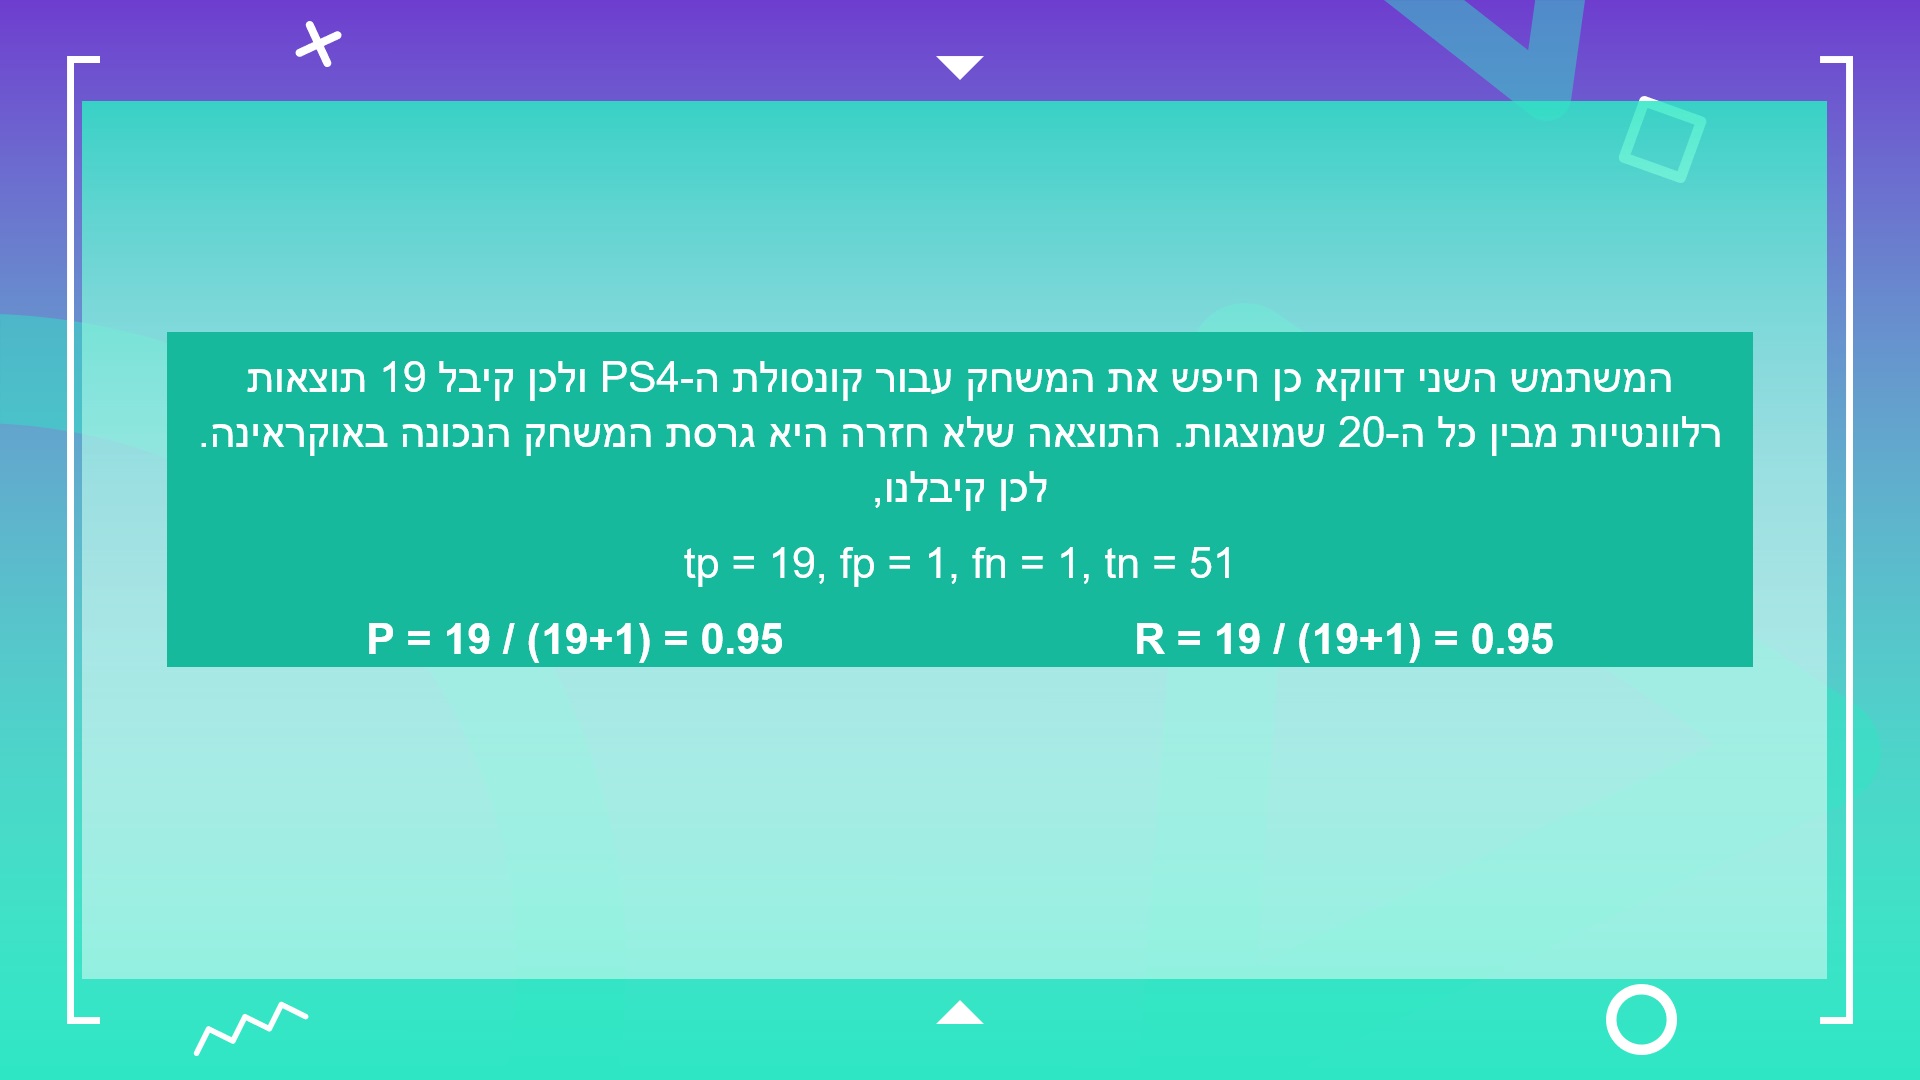 המשתמש השני דווקא כן חיפש את המשחק עבור קונסולת ה-PS4 ולכן קיבל 19 תוצאות
רלוונטיות מבין כל ה-20 שמוצגות. התוצאה שלא חזרה היא גרסת המשחק הנכונה באוקראינה.
לכן קיבלנו,
tp = 19, fp = 1, fn = 1, tn = 51
P = 19 / (19+1) = 0.95 R = 19 / (19+1) = 0.95